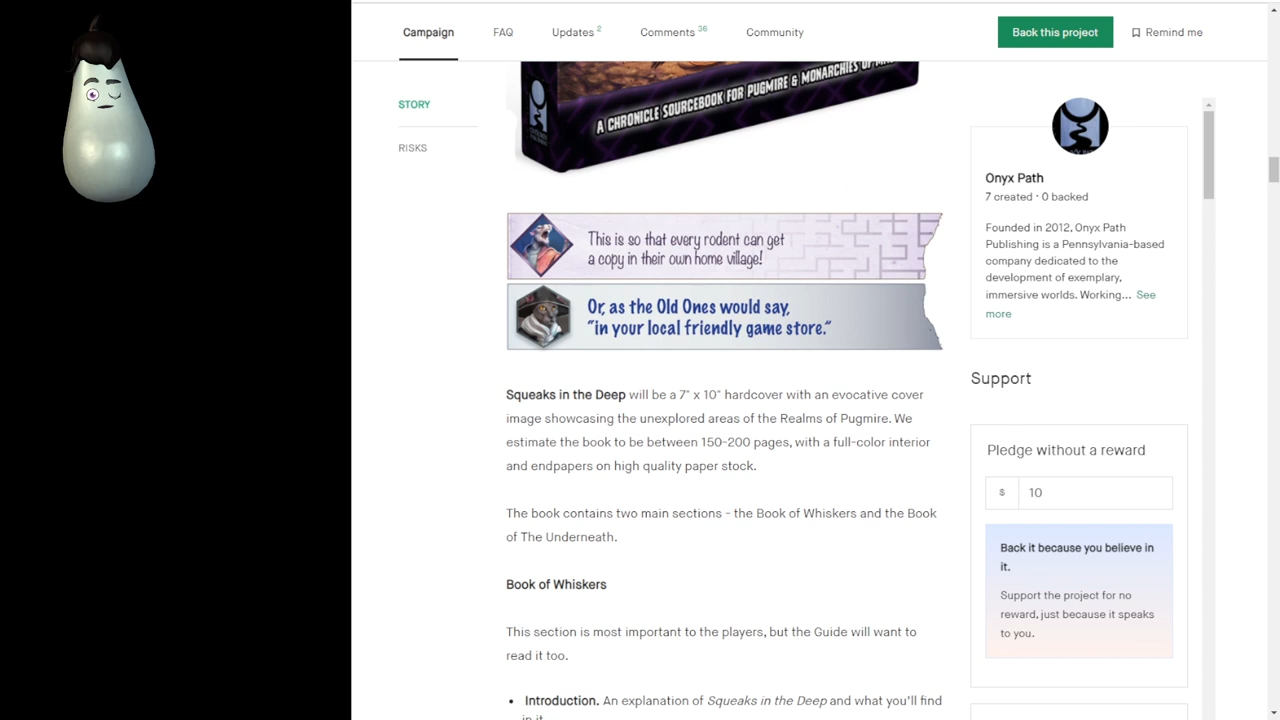 Campaign FAQ Updates 2 Comments 36 Community Back this project Remind me
STORY
RISKS
A CHRONICLE SOURCEBOOK FOR PUGMIRE & MONARCHIES OF
This is so that every rodent can get
a copy in their own home village!
Or, as the Old Ones would say,
"in your local friendly game store."
Squeaks in the Deep will be a 7" x 10" hardcover with an evocative cover
image showcasing the unexplored areas of the Realms of Pugmire. We
estimate the book to be between 150-200 pages, with a full-color interior
and endpapers on high quality paper stock.
The book contains two main sections - the Book of Whiskers and the Book
of The Underneath.
Book of Whiskers
This section is most important to the players, but the Guide will want to
read it too.
• Introduction. An explanation of Squeaks in the Deep and what you'll find
in it.
Onyx Path
7 created · 0 backed
Founded in 2012, Onyx Path
Publishing is a Pennsylvania-based
company dedicated to the
development of exemplary,
immersive worlds. Working... See
more
Support
Pledge without a reward
$ 10
Back it because you believe in
it.
Support the project for no
reward, just because it speaks
to you.